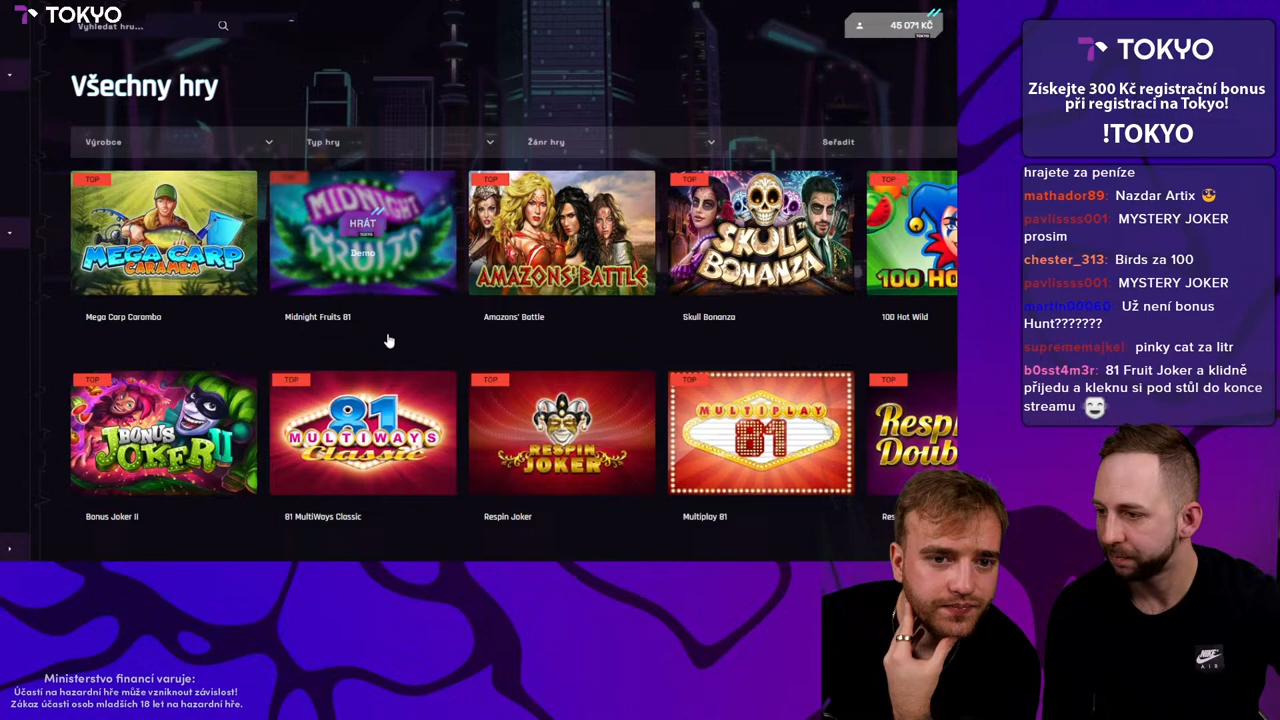 TOKYO
Vyhledat hru...
45 071 KČ
TOKYO
Všechny hry
Výrobce
Typ hry
Žánr hry
Seřadit
TOP
MEGA CARP
CARAMBA
Mega Carp Caramba
MIDNIGHT
FRUITS
HRÁT
TOKYO
Demo
Midnight Fruits 81
TOP
AMAZONS' BATTLE
Amazons' Battle
TOP
SKULL
BONANZA
Skull Bonanza
TOP
100 HO
100 Hot Wild
TOP
BONUS
JOKER II
Bonus Joker II
TOP
81
MULTIWAYS
Classic
81 MultiWays Classic
TOP
RESPIN
JOKER
Respin Joker
TOP
MULTIPLAY
81
Multiplay 81
TOP
Resp
Doub
Res
TOKYO
Získejte 300 Kč registrační bonus
při registraci na Tokyo!
!TOKYO
hrajete za peníze
mathador89: Nazdar Artix
pavlissss001: MYSTERY JOKER
prosim
chester_313: Birds za 100
pavlissss001: MYSTERY JOKER
martin00060: Už není bonus
Hunt???????
suprememajkel: pinky cat za litr
b0sst4m3r: 81 Fruit Joker a klidně
přijedu a kleknu si pod stůl do konce
streamu
NIKE
AIR
Ministerstvo financí varuje:
Účastí na hazardní hře může vzniknout závislost!
Zákaz účasti osob mladších 18 let na hazardní hře.